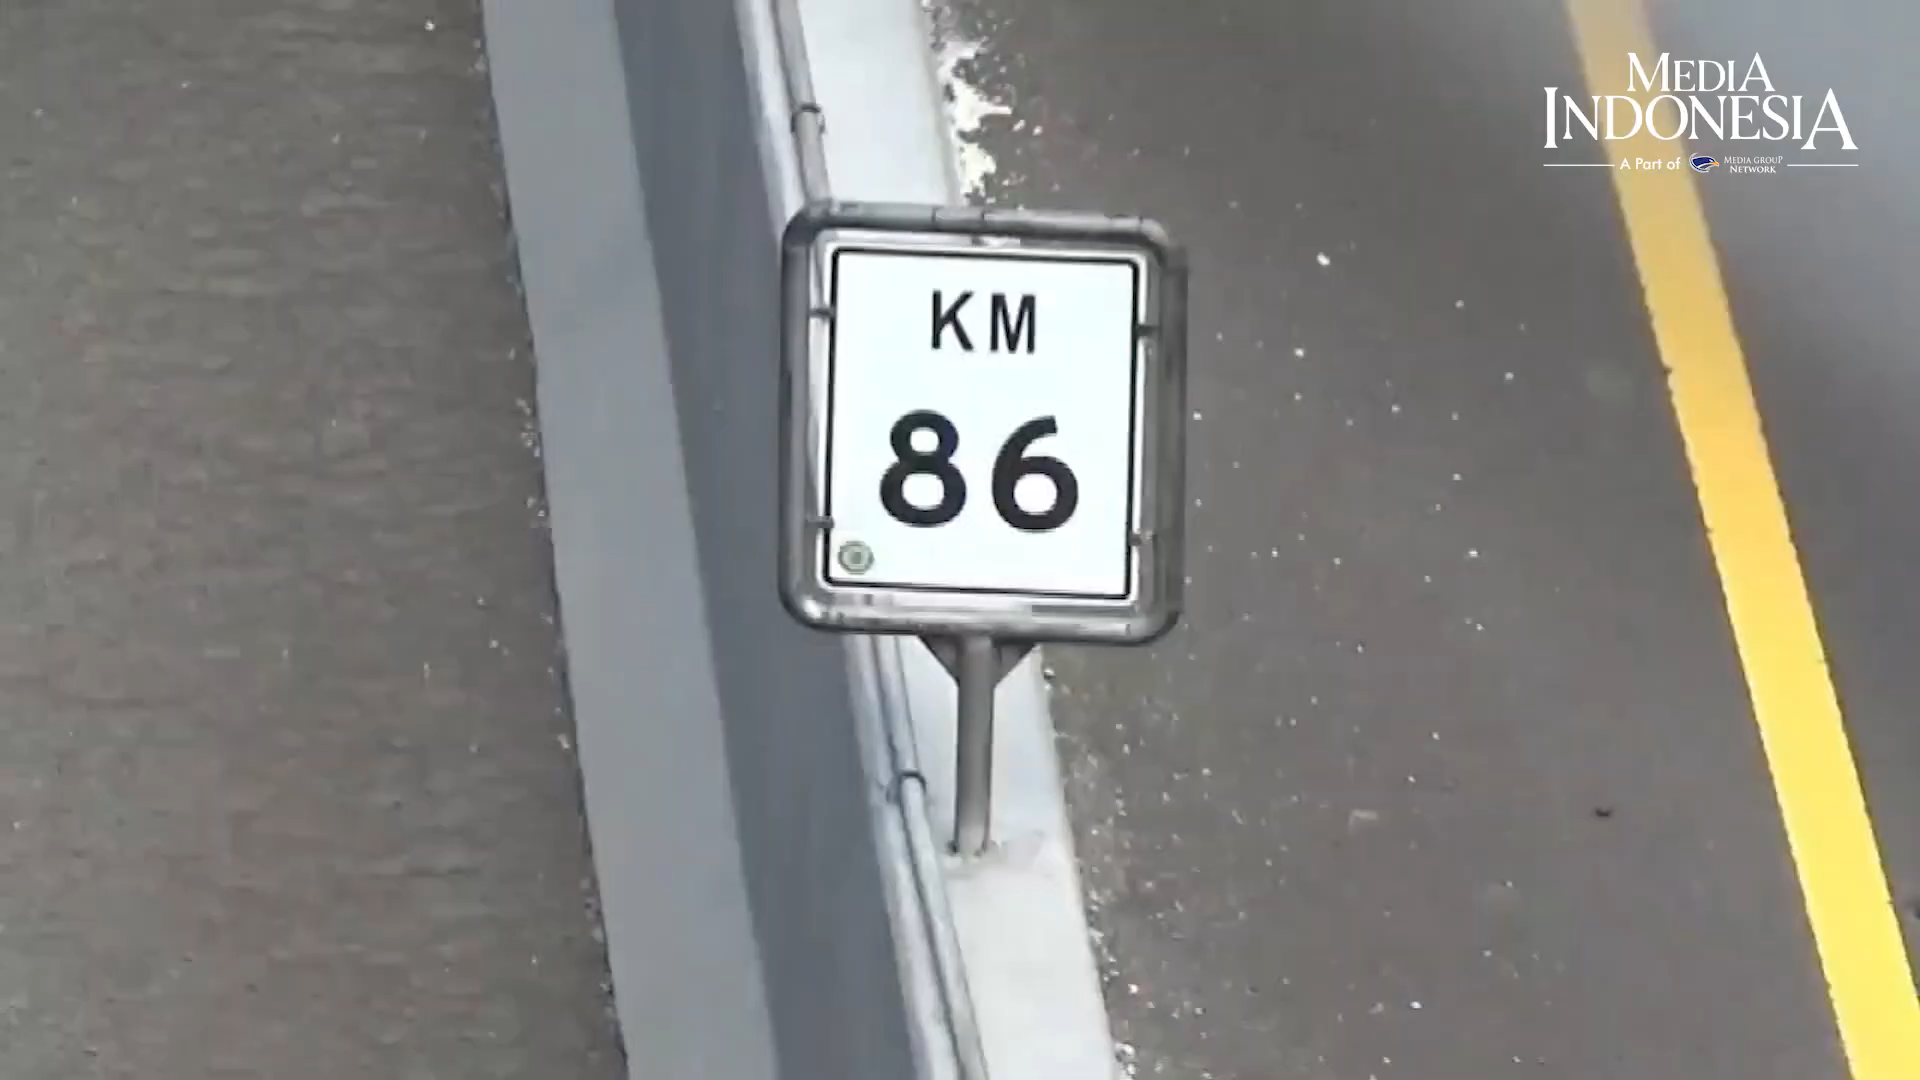 MEDIA
INDONESIA
A Part of MEDIA GROUP NETWORK
KM
86